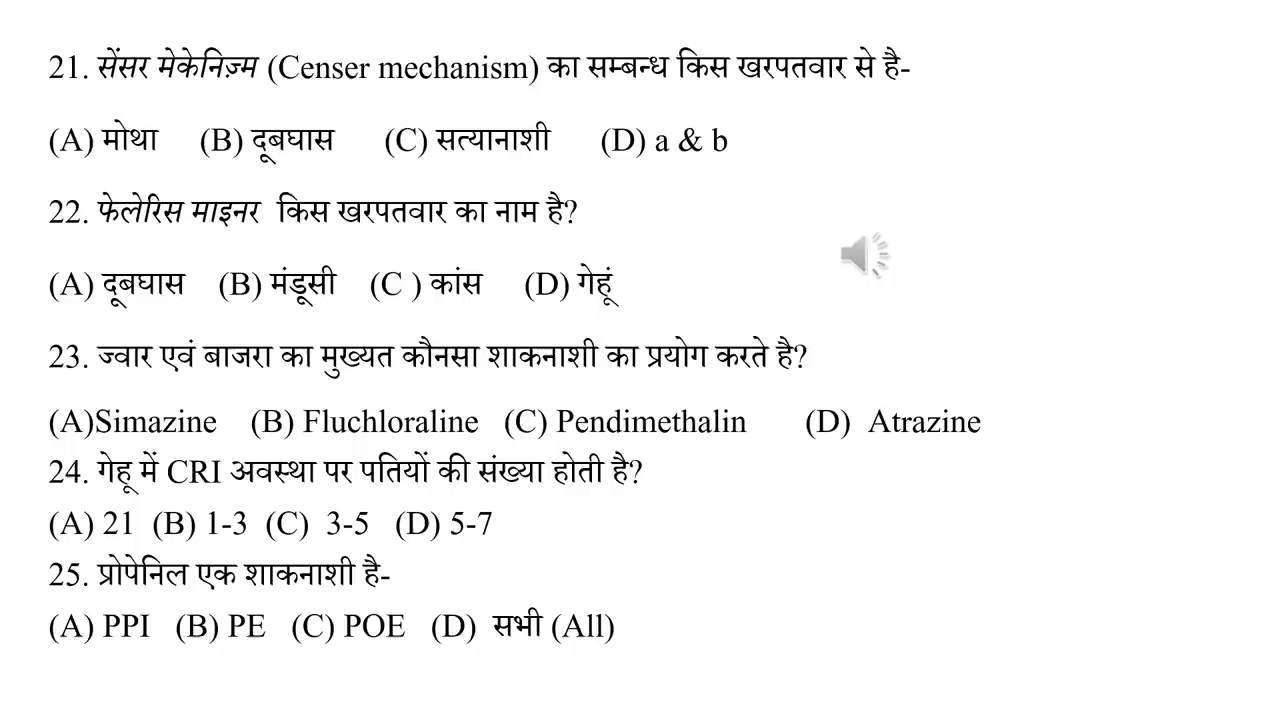 21. सेंसर मेकेनिज़्म (Censer mechanism) का सम्बन्ध किस खरपतवार से है-
(A) मोथा (B) दूबघास (C) सत्यानाशी (D) a & b
22. फेलेरिस माइनर किस खरपतवार का नाम है?
(A) दूबघास (B) मंडूसी (C ) कांस (D) गेहूं
23. ज्वार एवं बाजरा का मुख्यत कौनसा शाकनाशी का प्रयोग करते है?
(A)Simazine (B) Fluchloraline (C) Pendimethalin (D) Atrazine
24. गेहू में CRI अवस्था पर पतियों की संख्या होती है?
(A) 21 (B) 1-3 (C) 3-5 (D) 5-7
25. प्रोपेनिल एक शाकनाशी है-
(A) PPI (B) PE (C) POE (D) सभी (All)